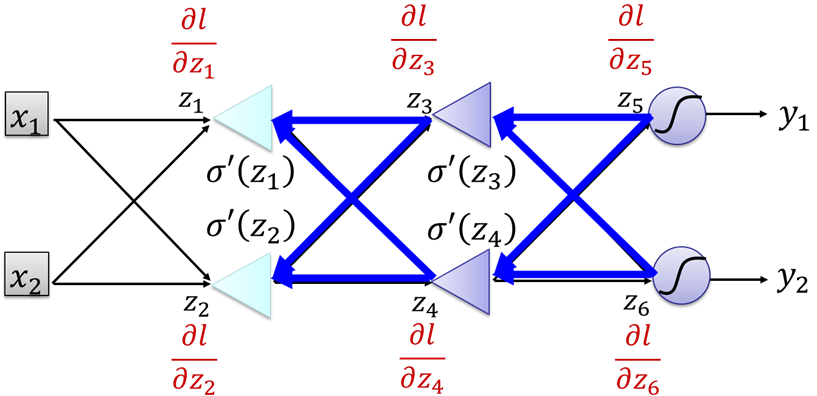 ∂l/∂z₁ ∂l/∂z₃ ∂l/∂z₅
x₁ z₁ z₃ z₅ y₁
σ′(z₁) σ′(z₃)
σ′(z₂) σ′(z₄)
x₂ z₂ z₄ z₆ y₂
∂l/∂z₂ ∂l/∂z₄ ∂l/∂z₆